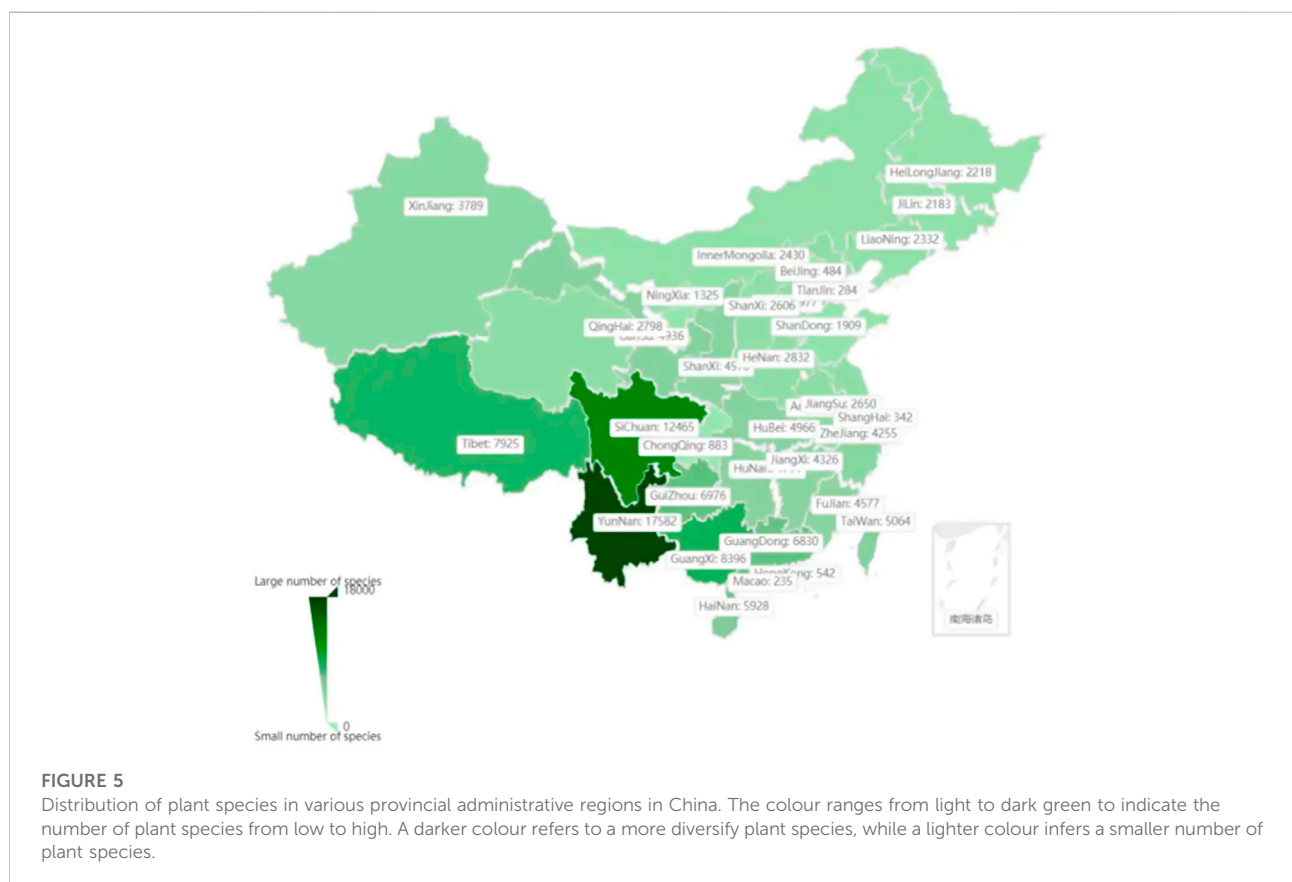 HeiLongJiang: 2218
XinJiang: 3789
JiLin: 2183
LiaoNing: 2332
InnerMongolia: 2430
BeiJing: 484
TianJin: 284
NingXia: 1325
ShanXi: 2606
977
QingHai: 2798
ShanDong: 1909
4936
HeNan: 2832
ShanXi:
JiangSu: 2650
ShangHai: 342
SiChuan: 12465
HuBei: 4966
ZheJiang: 4255
Tibet: 7925
ChongQing: 883
JiangXi: 4326
HuNan:
GuiZhou: 6976
FuJian: 4577
YunNan: 17582
TaiWan: 5064
GuangDong: 6830
GuangXi: 8396
HongKong: 542
Macao: 235
HaiNan: 5928
南海诸岛
Large number of species
18000
0
Small number of species
FIGURE 5
Distribution of plant species in various provincial administrative regions in China. The colour ranges from light to dark green to indicate the
number of plant species from low to high. A darker colour refers to a more diversify plant species, while a lighter colour infers a smaller number of
plant species.